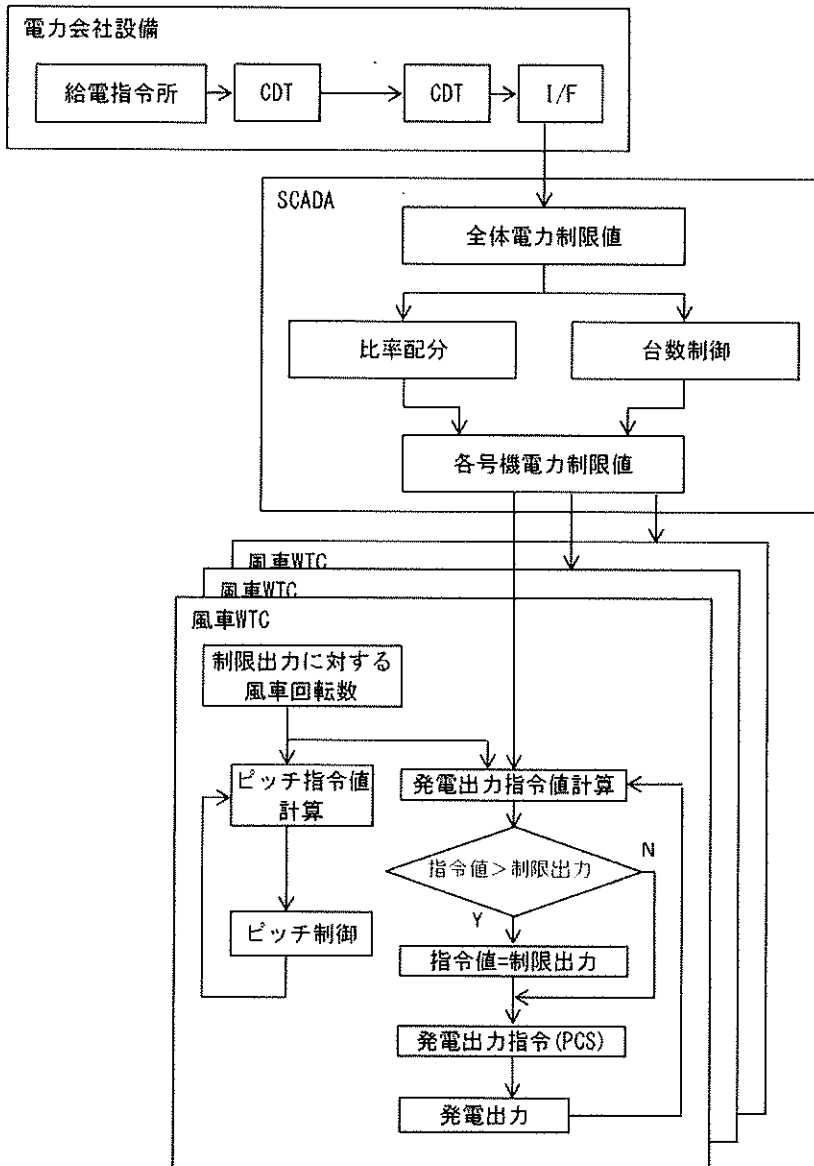 電力会社設備
給電指令所
CDT
CDT
I/F
SCADA
全体電力制限値
比率配分
台数制御
各号機電力制限値
風車WTC
風車WTC
風車WTC
制限出力に対する
風車回転数
ピッチ指令値
計算
発電出力指令値計算
指令値＞制限出力
N
Y
ピッチ制御
指令値=制限出力
発電出力指令(PCS)
発電出力